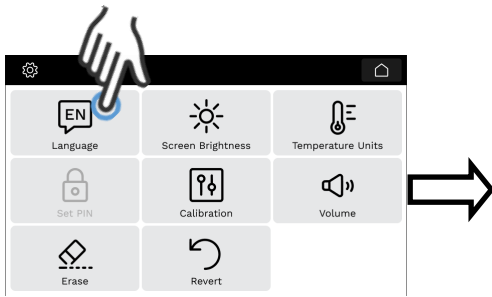 EN
Language
Screen Brightness
Temperature Units
Set PIN
Calibration
Volume
Erase
Revert